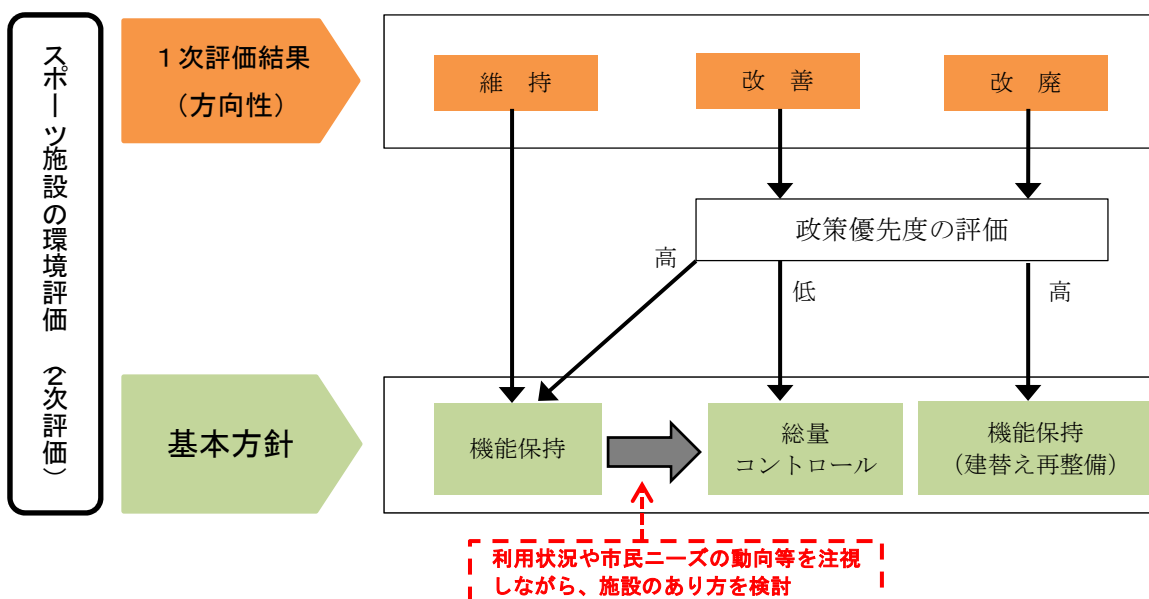 スポーツ施設の環境評価（2次評価）
１次評価結果
（方向性）
維　持
改　善
改　廃
政策優先度の評価
高
低
高
基本方針
機能保持
総量
コントロール
機能保持
（建替え再整備）
利用状況や市民ニーズの動向等を注視
しながら、施設のあり方を検討